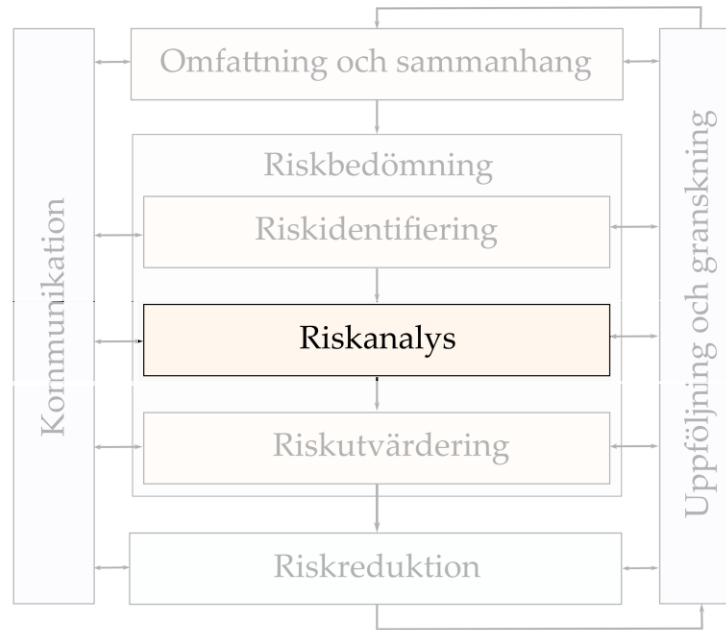 Omfattning och sammanhang
Riskbedömning
Riskidentifiering
Riskanalys
Riskutvärdering
Riskreduktion
Kommunikation
Uppföljning och granskning